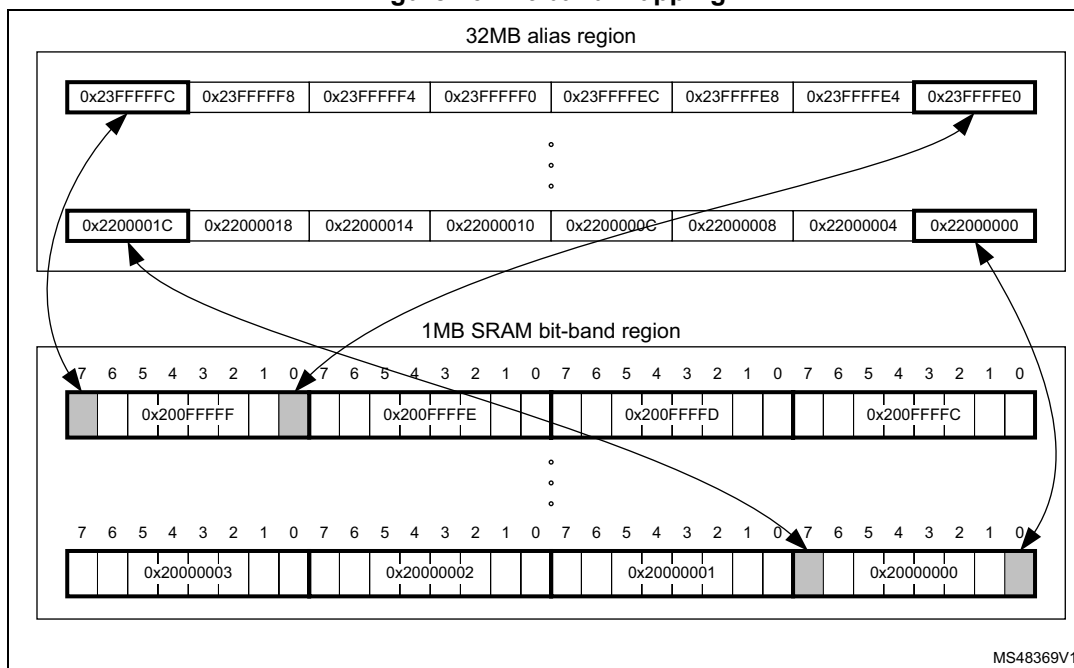 32MB alias region
0x23FFFFFC 0x23FFFFF8 0x23FFFFF4 0x23FFFFF0 0x23FFFFEC 0x23FFFFE8 0x23FFFFE4 0x23FFFFE0
0x2200001C 0x22000018 0x22000014 0x22000010 0x2200000C 0x22000008 0x22000004 0x22000000
1MB SRAM bit-band region
7 6 5 4 3 2 1 0 7 6 5 4 3 2 1 0 7 6 5 4 3 2 1 0 7 6 5 4 3 2 1 0
0x200FFFFF 0x200FFFFE 0x200FFFFD 0x200FFFFC
7 6 5 4 3 2 1 0 7 6 5 4 3 2 1 0 7 6 5 4 3 2 1 0 7 6 5 4 3 2 1 0
0x20000003 0x20000002 0x20000001 0x20000000
MS48369V1